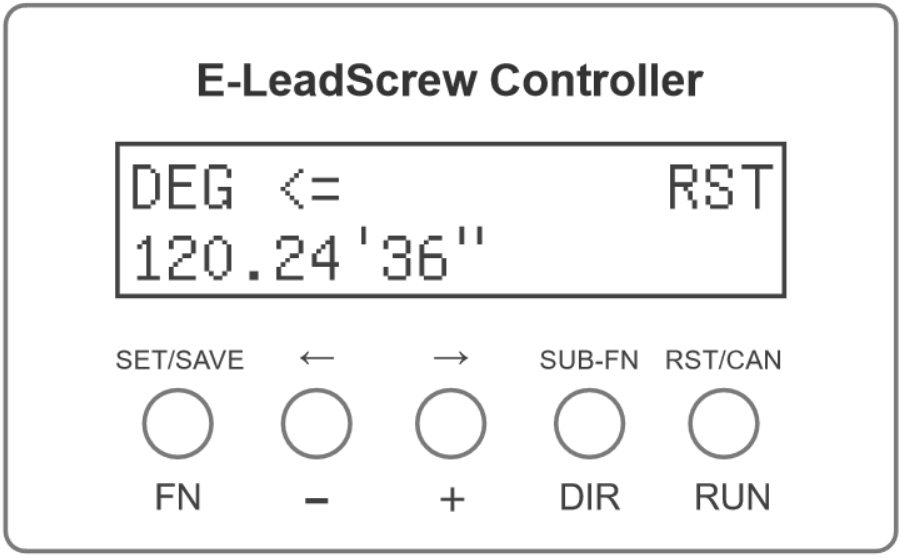 E-LeadScrew Controller
DEG <= RST
120.24'36"
SET/SAVE ← → SUB-FN RST/CAN
FN - + DIR RUN